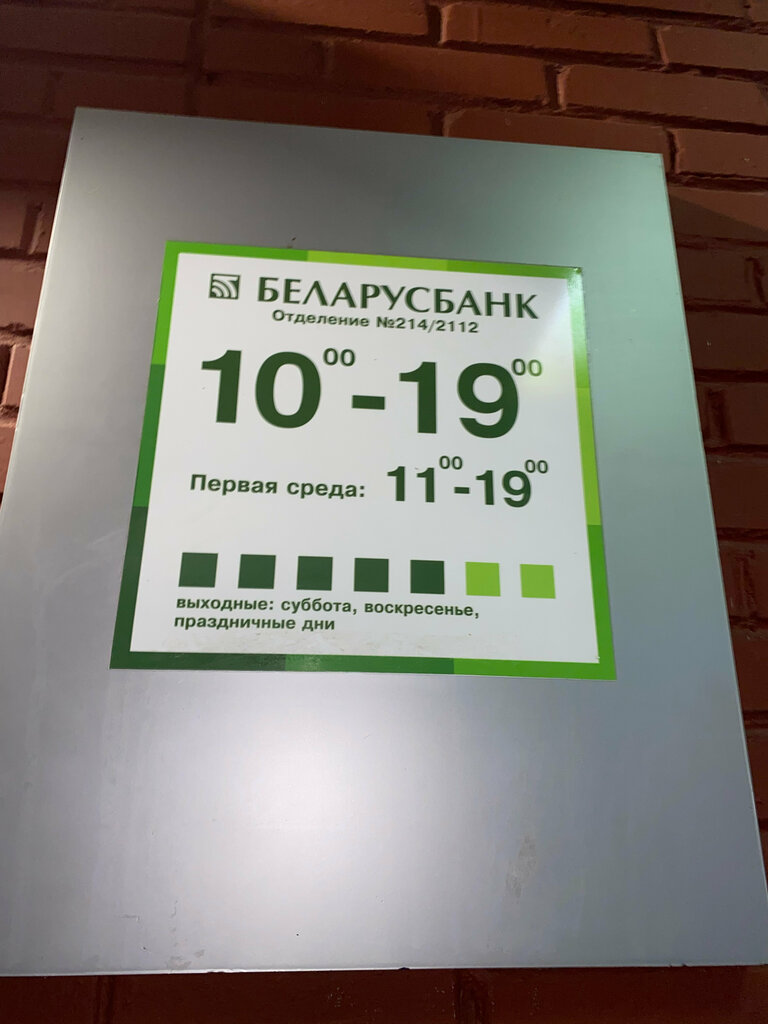 БЕЛАРУСБАНК
Отделение №214/2112
10⁰⁰-19⁰⁰
Первая среда: 11⁰⁰-19⁰⁰
выходные: суббота, воскресенье,
праздничные дни